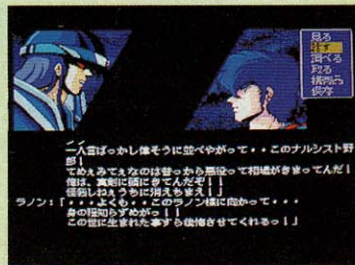 見る
話す
調べる
取る
保存
一人言ばっかし偉そうに並べやがって・・このナルシスト野
郎！
てめぇみてぇなのは昔っから悪役って相場がきまってんだ！
俺は、真剣に頭にきてんだぞ！！
怪我しねぇうちに消えちまえ！」
ラノン：「・・・よくも・・このラノン様に向かって・・・
身の程知らずめがっ！！
この世に生まれた事すら後悔させてくれるっ！」